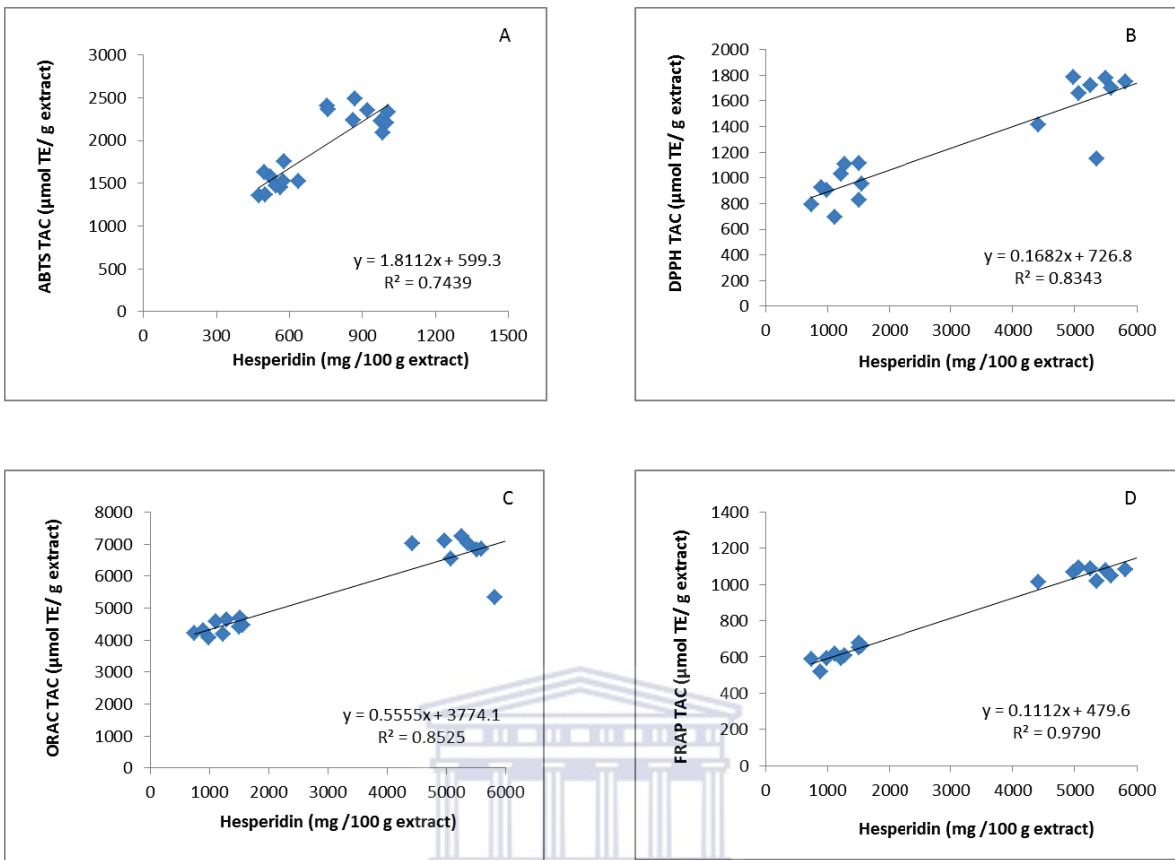 A
ABTS TAC (µmol TE/ g extract)
3000
2500
2000
1500
1000
500
0
y = 1.8112x + 599.3
R² = 0.7439
0 300 600 900 1200 1500
Hesperidin (mg /100 g extract)
B
DPPH TAC (µmol TE/ g extract)
2000
1800
1600
1400
1200
1000
800
600
400
200
0
y = 0.1682x + 726.8
R² = 0.8343
0 1000 2000 3000 4000 5000 6000
Hesperidin (mg /100 g extract)
C
ORAC TAC (µmol TE/ g extract)
8000
7000
6000
5000
4000
3000
2000
1000
0
y = 0.5555x + 3774.1
R² = 0.8525
0 1000 2000 3000 4000 5000 6000
Hesperidin (mg /100 g extract)
D
FRAP TAC (µmol TE/ g extract)
1400
1200
1000
800
600
400
200
0
y = 0.1112x + 479.6
R² = 0.9790
0 1000 2000 3000 4000 5000 6000
Hesperidin (mg /100 g extract)